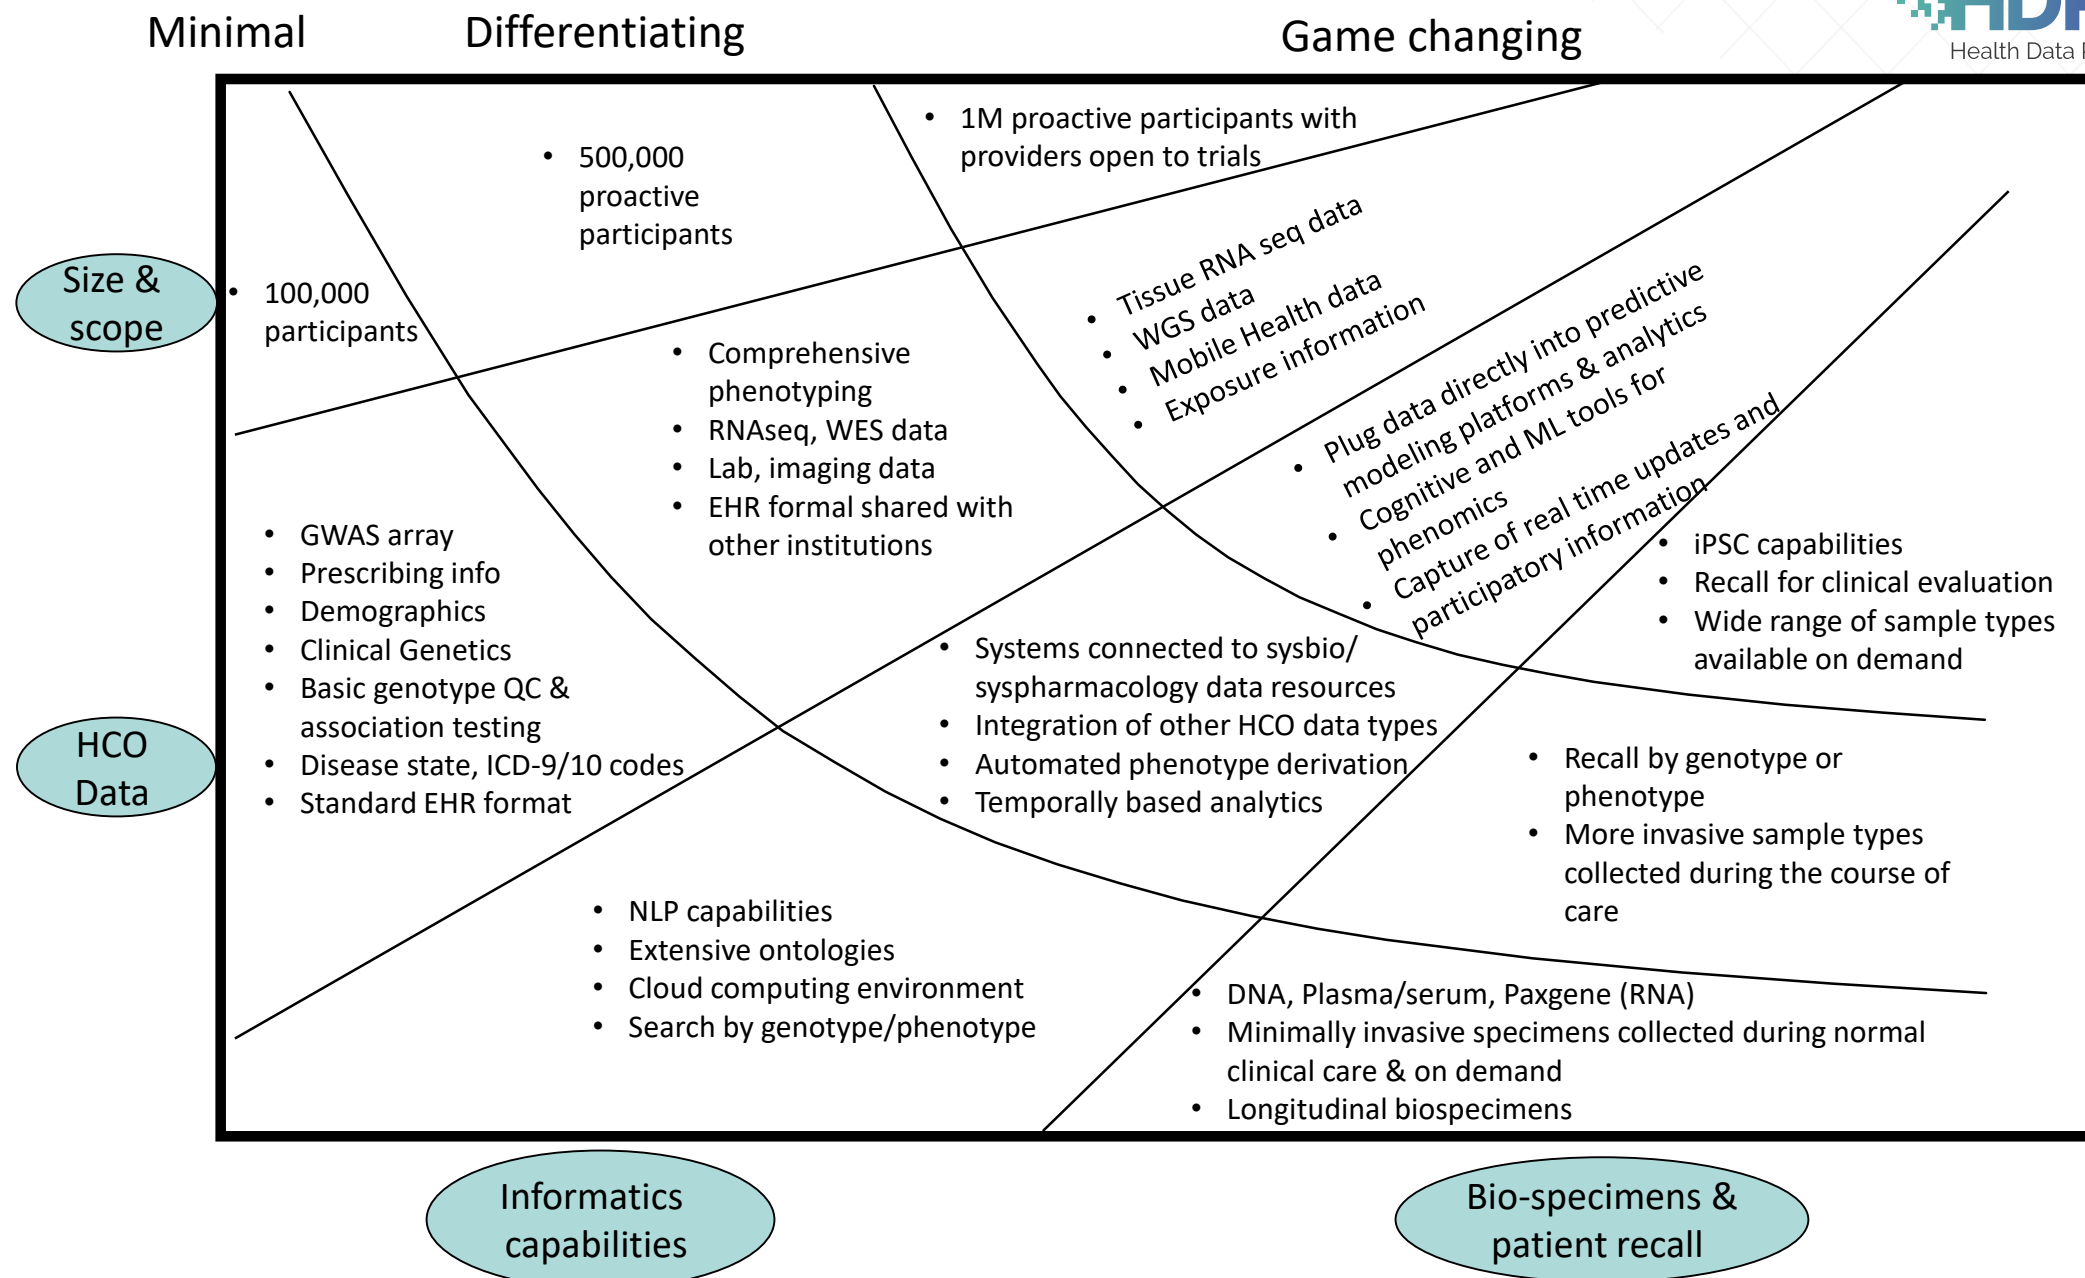 Minimal
Differentiating
Game changing
Health Data
• 1M proactive participants with
providers open to trials
• 500,000
proactive
participants
Size &
scope
• 100,000
participants
• Tissue RNA seq data
• WGS data
• Mobile Health data
• Exposure information
• Comprehensive
phenotyping
• RNAseq, WES data
• Lab, imaging data
• EHR formal shared with
other institutions
• Plug data directly into predictive
modeling platforms & analytics
• Cognitive and ML tools for
phenomics
• Capture of real time updates and
participatory information
• GWAS array
• Prescribing info
• Demographics
• Clinical Genetics
• Basic genotype QC &
association testing
• Disease state, ICD-9/10 codes
• Standard EHR format
• iPSC capabilities
• Recall for clinical evaluation
• Wide range of sample types
available on demand
HCO
Data
• Systems connected to sysbio/
syspharmacology data resources
• Integration of other HCO data types
• Automated phenotype derivation
• Temporally based analytics
• Recall by genotype or
phenotype
• More invasive sample types
collected during the course of
care
• NLP capabilities
• Extensive ontologies
• Cloud computing environment
• Search by genotype/phenotype
• DNA, Plasma/serum, Paxgene (RNA)
• Minimally invasive specimens collected during normal
clinical care & on demand
• Longitudinal biospecimens
Informatics
capabilities
Bio-specimens &
patient recall